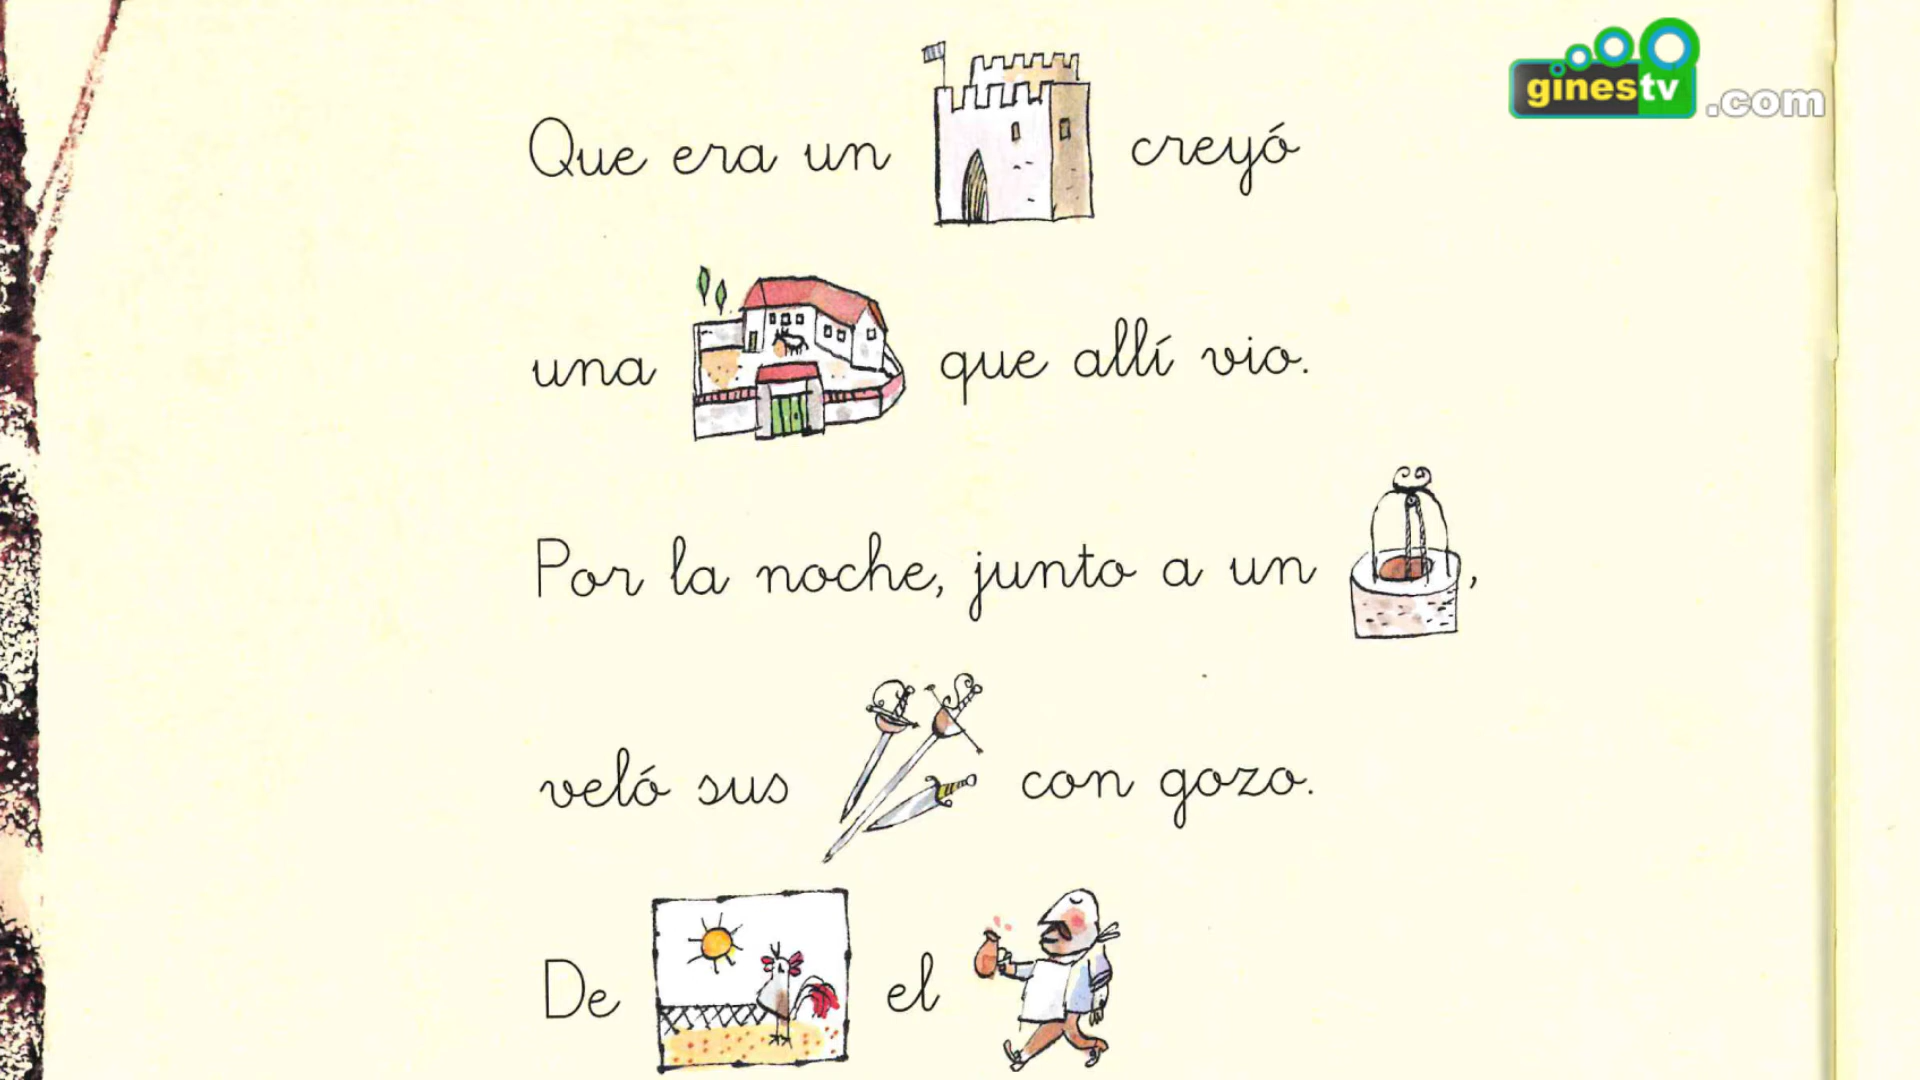 ginestv.com
Que era un creyó
una que allí vio.
Por la noche, junto a un ,
veló sus con gozo.
De el